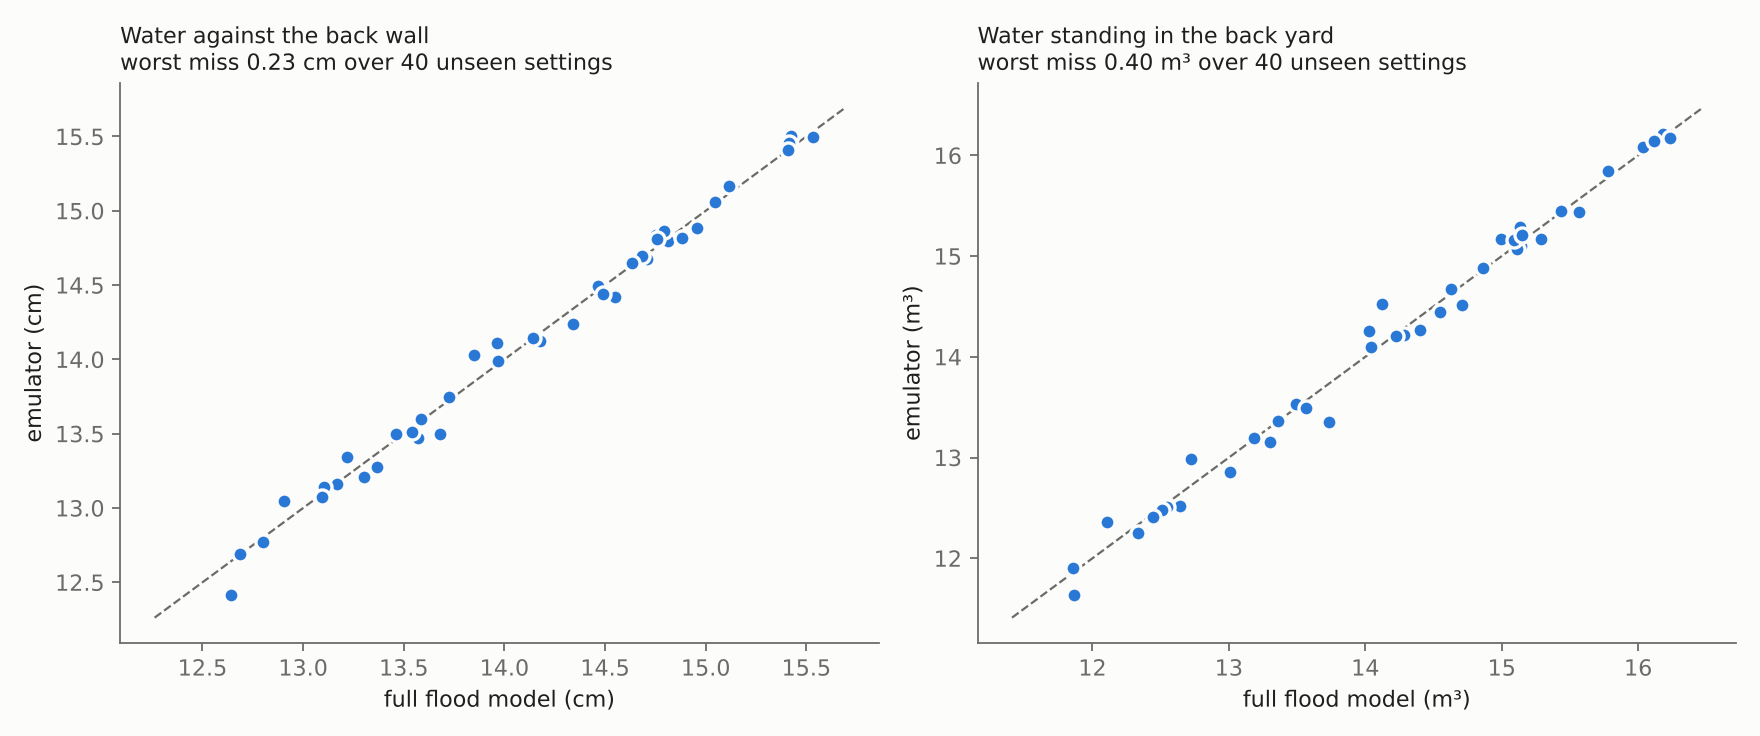 Water against the back wall
worst miss 0.23 cm over 40 unseen settings
15.5
15.0
14.5
14.0
13.5
13.0
12.5
emulator (cm)
12.5 13.0 13.5 14.0 14.5 15.0 15.5
full flood model (cm)
Water standing in the back yard
worst miss 0.40 m³ over 40 unseen settings
16
15
14
13
12
emulator (m³)
12 13 14 15 16
full flood model (m³)